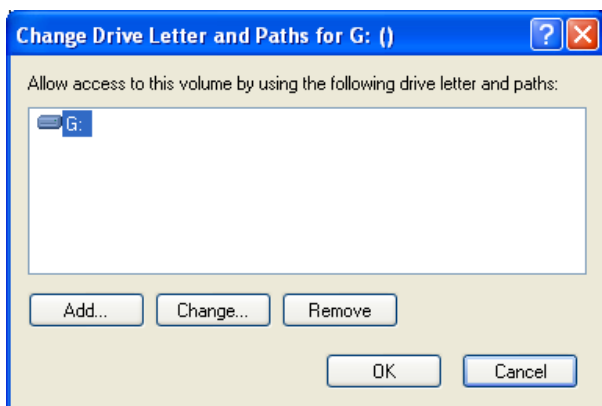 Change Drive Letter and Paths for G: ()
Allow access to this volume by using the following drive letter and paths:
G:
Add... Change... Remove
OK Cancel